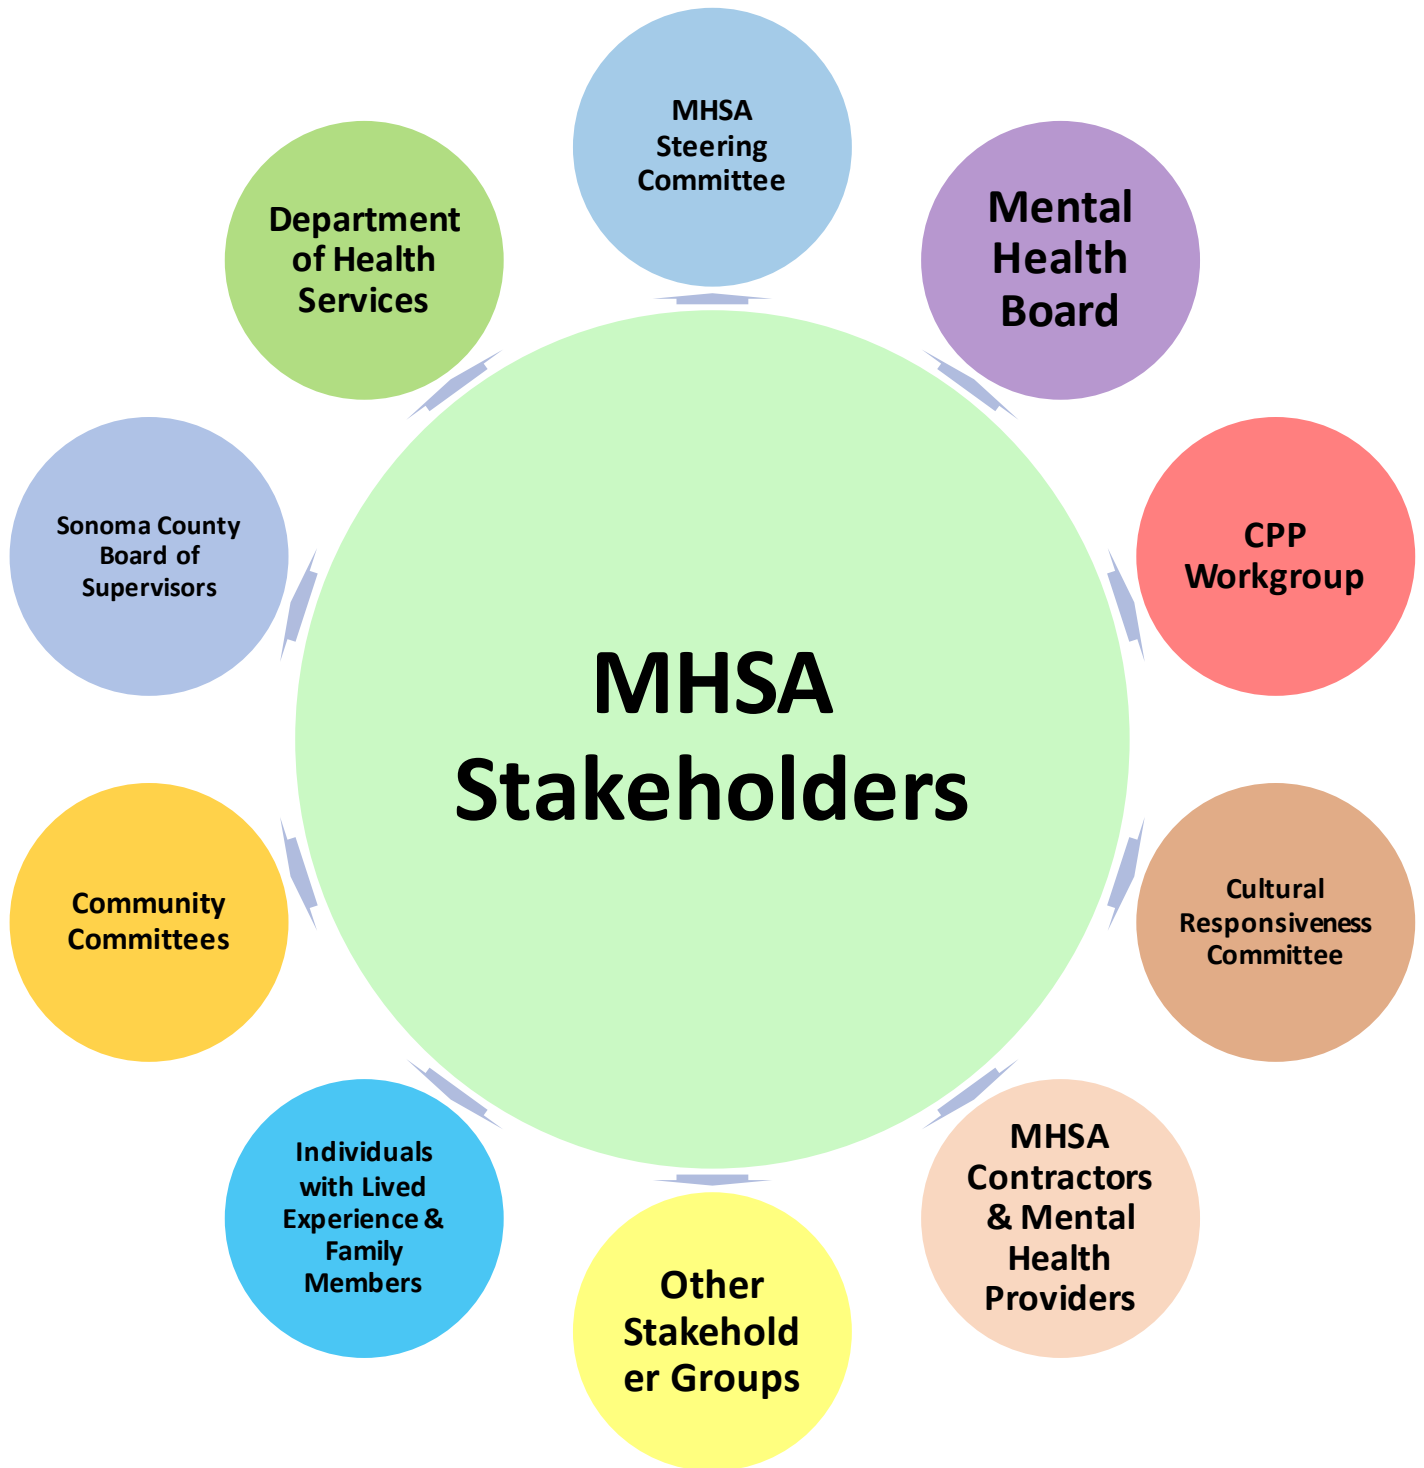 MHSA
Steering
Committee
Mental
Health
Board
CPP
Workgroup
Cultural
Responsiveness
Committee
MHSA
Contractors
& Mental
Health
Providers
Other
Stakehold
er Groups
Individuals
with Lived
Experience &
Family
Members
Community
Committees
Sonoma County
Board of
Supervisors
Department
of Health
Services
MHSA
Stakeholders